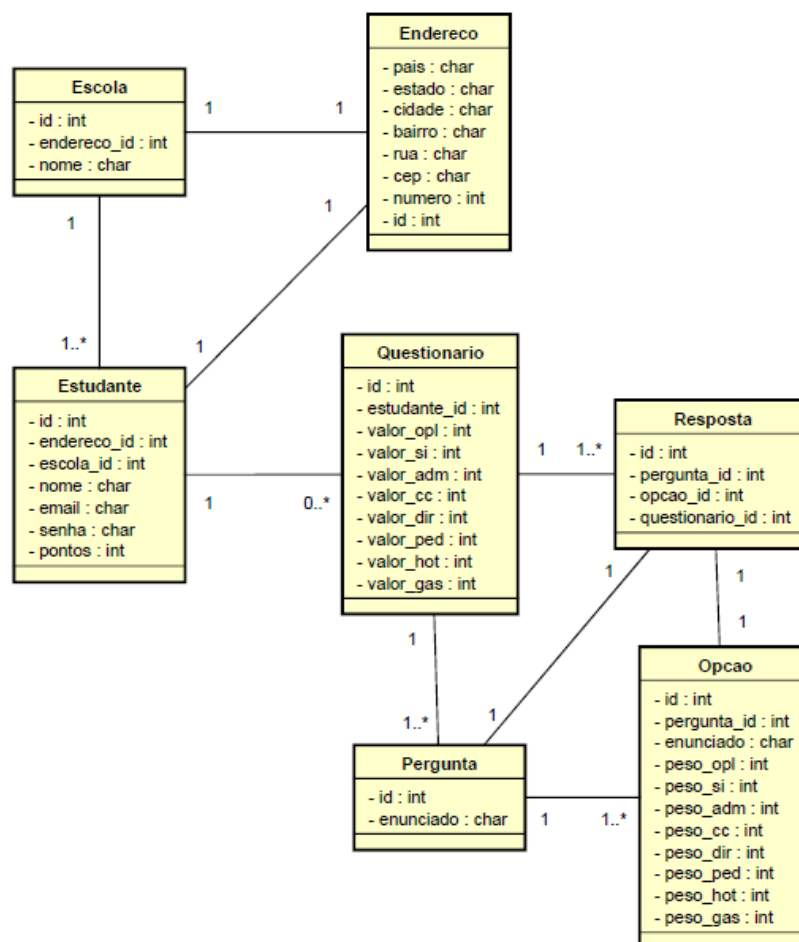 Endereco
- pais : char
- estado : char
- cidade : char
- bairro : char
- rua : char
- cep : char
- numero : int
- id : int
Escola
- id : int
- endereco_id : int
- nome : char
1
1
1
1..*
1
1
Estudante
- id : int
- endereco_id : int
- escola_id : int
- nome : char
- email : char
- senha : char
- pontos : int
1
0..*
Questionario
- id : int
- estudante_id : int
- valor_opl : int
- valor_si : int
- valor_adm : int
- valor_cc : int
- valor_dir : int
- valor_ped : int
- valor_hot : int
- valor_gas : int
1
1..*
Resposta
- id : int
- pergunta_id : int
- opcao_id : int
- questionario_id : int
1
1..*
1
1
1
1
Pergunta
- id : int
- enunciado : char
1
1..*
Opcao
- id : int
- pergunta_id : int
- enunciado : char
- peso_opl : int
- peso_si : int
- peso_adm : int
- peso_cc : int
- peso_dir : int
- peso_ped : int
- peso_hot : int
- peso_gas : int